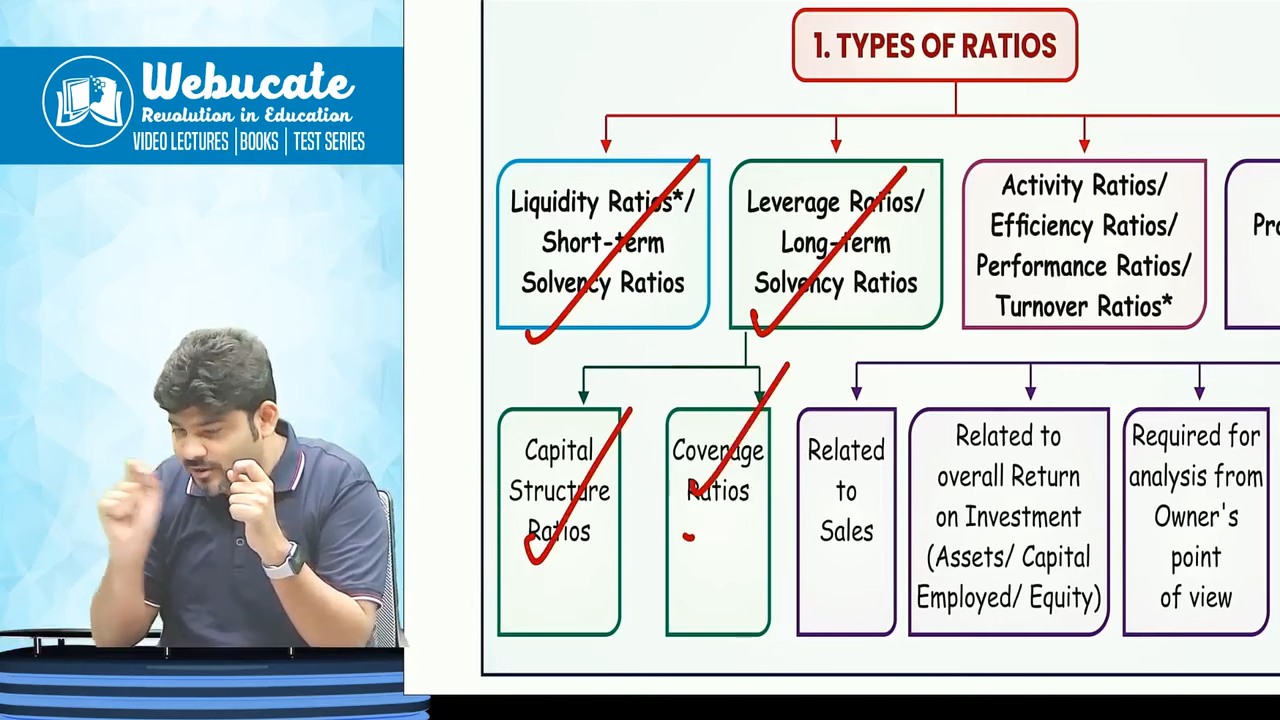 Webucate
Revolution in Education
VIDEO LECTURES | BOOKS | TEST SERIES
1. TYPES OF RATIOS
Liquidity Ratios*/
Short-term
Solvency Ratios
Leverage Ratios/
Long-term
Solvency Ratios
Activity Ratios/
Efficiency Ratios/
Performance Ratios/
Turnover Ratios*
Capital
Structure
Ratios
Coverage
Ratios
Related
to
Sales
Related to
overall Return
on Investment
(Assets/ Capital
Employed/ Equity)
Required for
analysis from
Owner's
point
of view